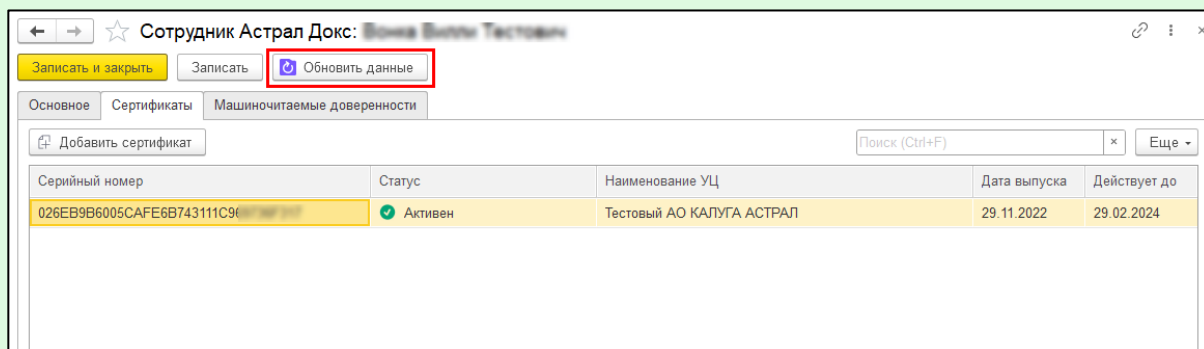 Сотрудник Астрал Докс:
Записать и закрыть Записать Обновить данные
Основное Сертификаты Машиночитаемые доверенности
Добавить сертификат Поиск (Ctrl+F) × Еще
Серийный номер Статус Наименование УЦ Дата выпуска Действует до
026EB9B6005CAFE6B743111C96 Активен Тестовый АО КАЛУГА АСТРАЛ 29.11.2022 29.02.2024